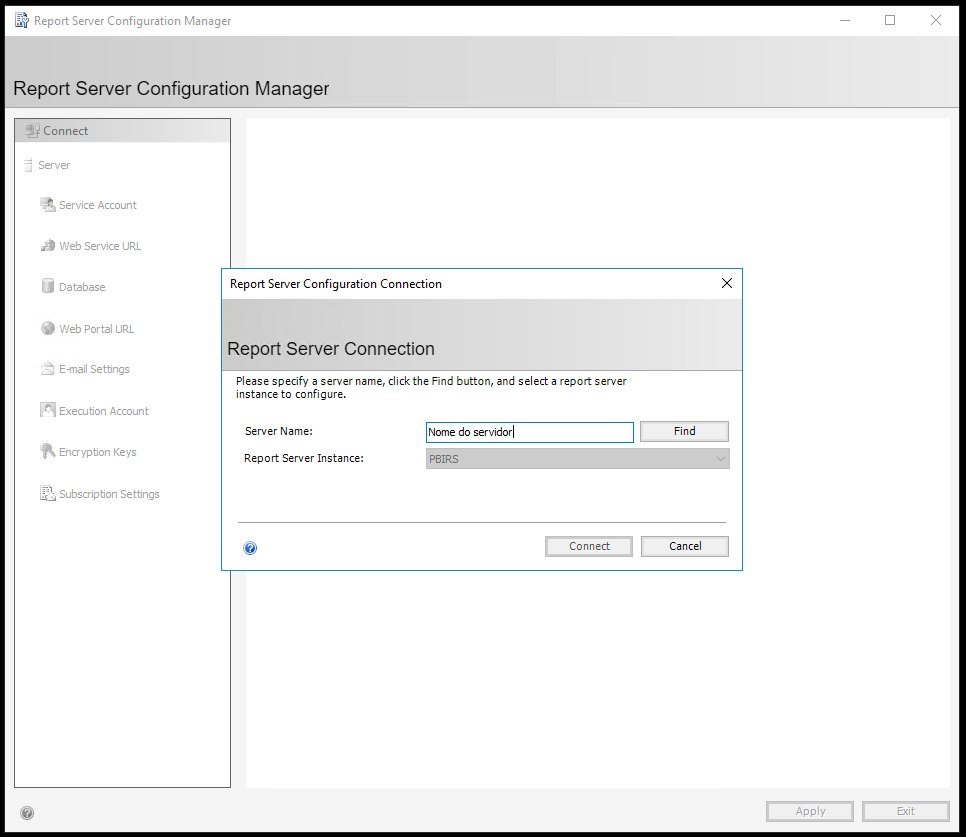 Report Server Configuration Manager
Report Server Configuration Manager
Connect
Server
Service Account
Web Service URL
Database
Web Portal URL
E-mail Settings
Execution Account
Encryption Keys
Subscription Settings
Report Server Configuration Connection
Report Server Connection
Please specify a server name, click the Find button, and select a report server
instance to configure.
Server Name: Nome do servidor Find
Report Server Instance: PBIRS
Connect Cancel
Apply Exit